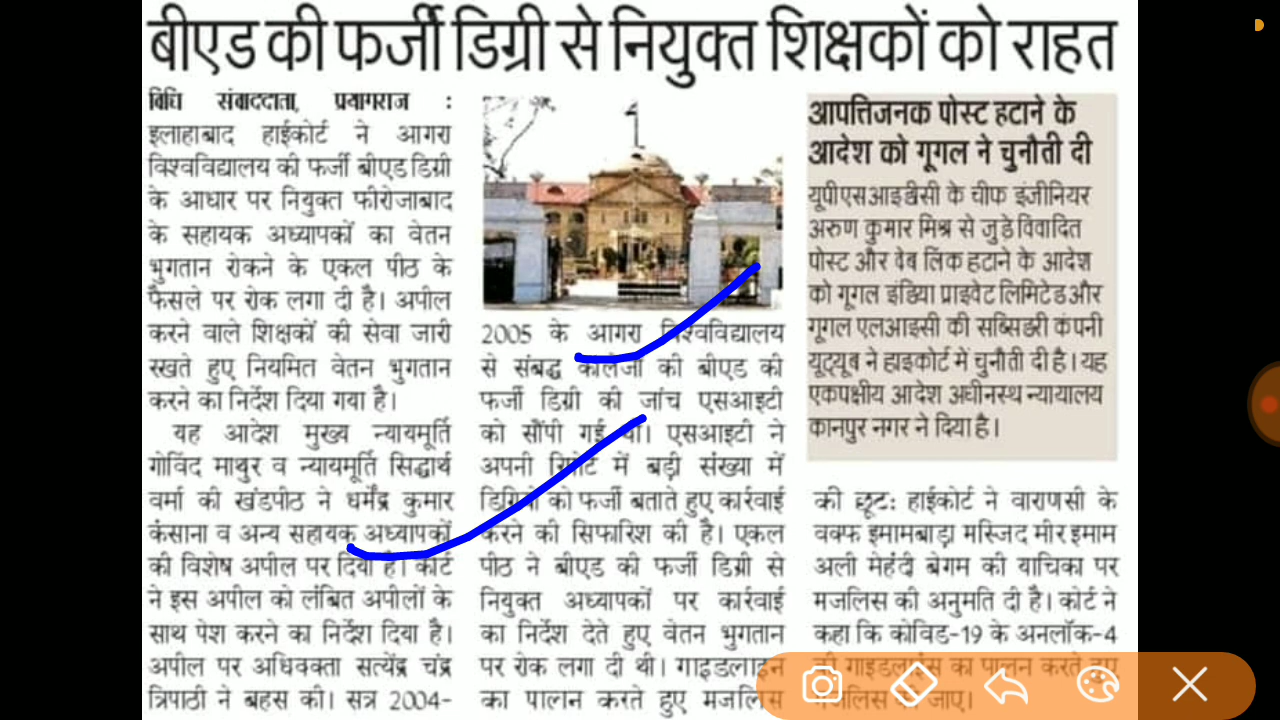 बीएड की फर्जी डिग्री से नियुक्त शिक्षकों को राहत
विधि संवाददाता, प्रयागराज :
इलाहाबाद हाईकोर्ट ने आगरा
विश्वविद्यालय की फर्जी बीएड डिग्री
के आधार पर नियुक्त फीरोजाबाद
के सहायक अध्यापकों का वेतन
भुगतान रोकने के एकल पीठ के
फैसले पर रोक लगा दी है। अपील
करने वाले शिक्षकों की सेवा जारी
रखते हुए नियमित वेतन भुगतान
करने का निर्देश दिया गया है।
यह आदेश मुख्य न्यायमूर्ति
गोविंद माथुर व न्यायमूर्ति सिद्धार्थ
वर्मा की खंडपीठ ने धर्मेंद्र कुमार
कंसाना व अन्य सहायक अध्यापकों
की विशेष अपील पर दिया है। कोर्ट
ने इस अपील को लंबित अपीलों के
साथ पेश करने का निर्देश दिया है।
अपील पर अधिवक्ता सत्येंद्र चंद्र
त्रिपाठी ने बहस की। सत्र 2004-
2005 के आगरा विश्वविद्यालय
से संबद्ध कालेजों की बीएड की
फर्जी डिग्री की जांच एसआइटी
को सौंपी गई थी। एसआइटी ने
अपनी रिपोर्ट में बड़ी संख्या में
डिग्रियों को फर्जी बताते हुए कार्रवाई
करने की सिफारिश की है। एकल
पीठ ने बीएड की फर्जी डिग्री से
नियुक्त अध्यापकों पर कार्रवाई
का निर्देश देते हुए वेतन भुगतान
पर रोक लगा दी थी। गाइडलाइन
का पालन करते हुए मजलिस
आपत्तिजनक पोस्ट हटाने के
आदेश को गूगल ने चुनौती दी
यूपीएसआइडीसी के चीफ इंजीनियर
अरुण कुमार मिश्र से जुड़े विवादित
पोस्ट और वेब लिंक हटाने के आदेश
को गूगल इंडिया प्राइवेट लिमिटेड और
गूगल एलआइसी की सब्सिडरी कंपनी
यूट्यूब ने हाइकोर्ट में चुनौती दी है। यह
एकपक्षीय आदेश अधीनस्थ न्यायालय
कानपुर नगर ने दिया है।
की छूट: हाईकोर्ट ने वाराणसी के
वक्फ इमामबाड़ा मस्जिद मीर इमाम
अली मेहंदी बेगम की याचिका पर
मजलिस की अनुमति दी है। कोर्ट ने
कहा कि कोविड-19 के अनलॉक-4
की गाइडलाइंस का पालन करते हुए
मजलिस की जाए।